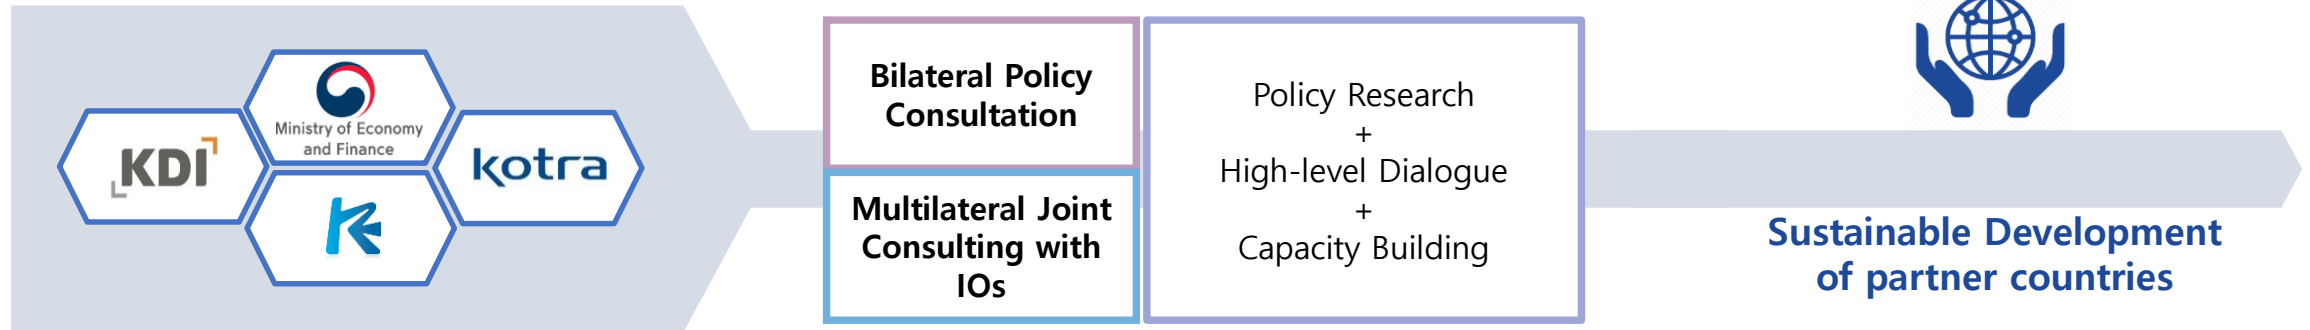 Ministry of Economy
and Finance
KDI
kotra
Bilateral Policy
Consultation
Multilateral Joint
Consulting with
IOs
Policy Research
+
High-level Dialogue
+
Capacity Building
Sustainable Development
of partner countries